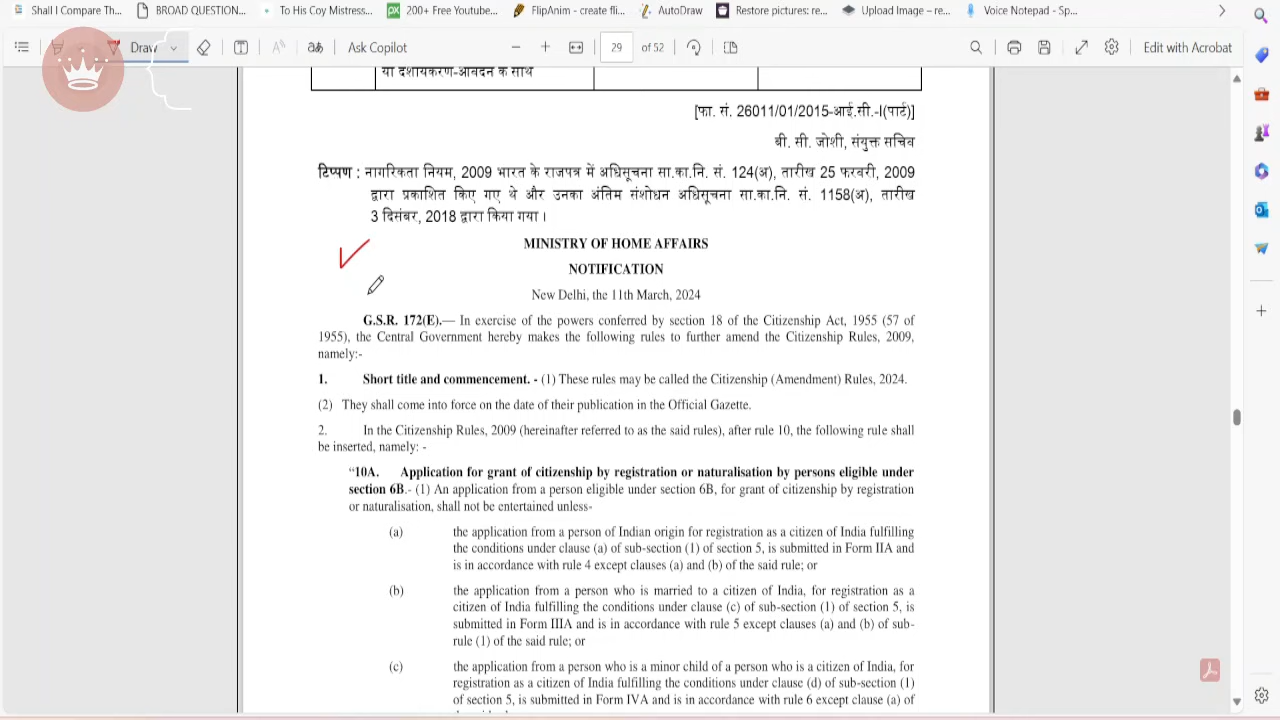 Shall I Compare Th...
BROAD QUESTION...
To His Coy Mistress...
200+ Free Youtube...
FlipAnim - create fli...
AutoDraw
Restore pictures: re...
Upload Image – re...
Voice Notepad - Sp...
Draw
Ask Copilot
29 of 52
Edit with Acrobat
या देशीयकरण-आवेदन के साथ
[फा. सं. 26011/01/2015-आई.सी.-I(पार्ट)]
बी. सी. जोशी, संयुक्त सचिव
टिप्पण : नागरिकता नियम, 2009 भारत के राजपत्र में अधिसूचना सा.का.नि. सं. 124(अ), तारीख 25 फरवरी, 2009
द्वारा प्रकाशित किए गए थे और उनका अंतिम संशोधन अधिसूचना सा.का.नि. सं. 1158(अ), तारीख
3 दिसंबर, 2018 द्वारा किया गया ।
MINISTRY OF HOME AFFAIRS
NOTIFICATION
New Delhi, the 11th March, 2024
G.S.R. 172(E).— In exercise of the powers conferred by section 18 of the Citizenship Act, 1955 (57 of
1955), the Central Government hereby makes the following rules to further amend the Citizenship Rules, 2009,
namely:-
1. Short title and commencement. - (1) These rules may be called the Citizenship (Amendment) Rules, 2024.
(2) They shall come into force on the date of their publication in the Official Gazette.
2. In the Citizenship Rules, 2009 (hereinafter referred to as the said rules), after rule 10, the following rule shall
be inserted, namely: -
“10A. Application for grant of citizenship by registration or naturalisation by persons eligible under
section 6B.- (1) An application from a person eligible under section 6B, for grant of citizenship by registration
or naturalisation, shall not be entertained unless-
(a) the application from a person of Indian origin for registration as a citizen of India fulfilling
the conditions under clause (a) of sub-section (1) of section 5, is submitted in Form IIA and
is in accordance with rule 4 except clauses (a) and (b) of the said rule; or
(b) the application from a person who is married to a citizen of India, for registration as a
citizen of India fulfilling the conditions under clause (c) of sub-section (1) of section 5, is
submitted in Form IIIA and is in accordance with rule 5 except clauses (a) and (b) of sub-
rule (1) of the said rule; or
(c) the application from a person who is a minor child of a person who is a citizen of India, for
registration as a citizen of India fulfilling the conditions under clause (d) of sub-section (1)
of section 5, is submitted in Form IVA and is in accordance with rule 6 except clause (a) of